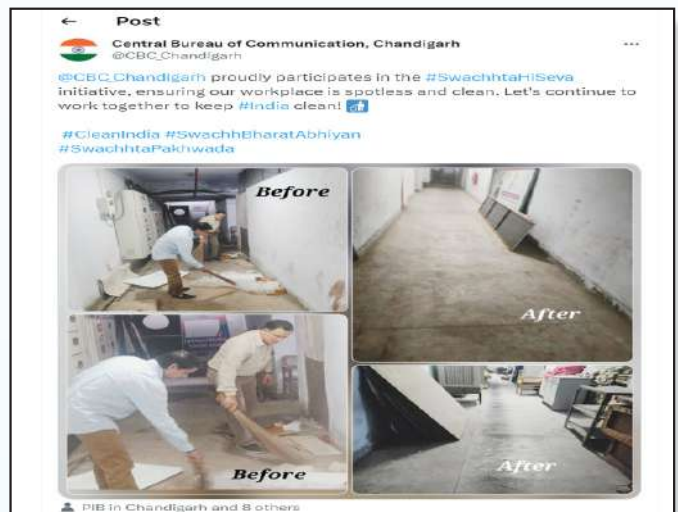 ← Post
Central Bureau of Communication, Chandigarh
@CBC_Chandigarh
@CBC_Chandigarh proudly participates in the #SwachhtaHiSeva
initiative, ensuring our workplace is spotless and clean. Let's continue to
work together to keep #India clean!
#CleanIndia #SwachhBharatAbhiyan
#SwachhtaPakhwada
Before
After
Before
After
PIB in Chandigarh and 8 others